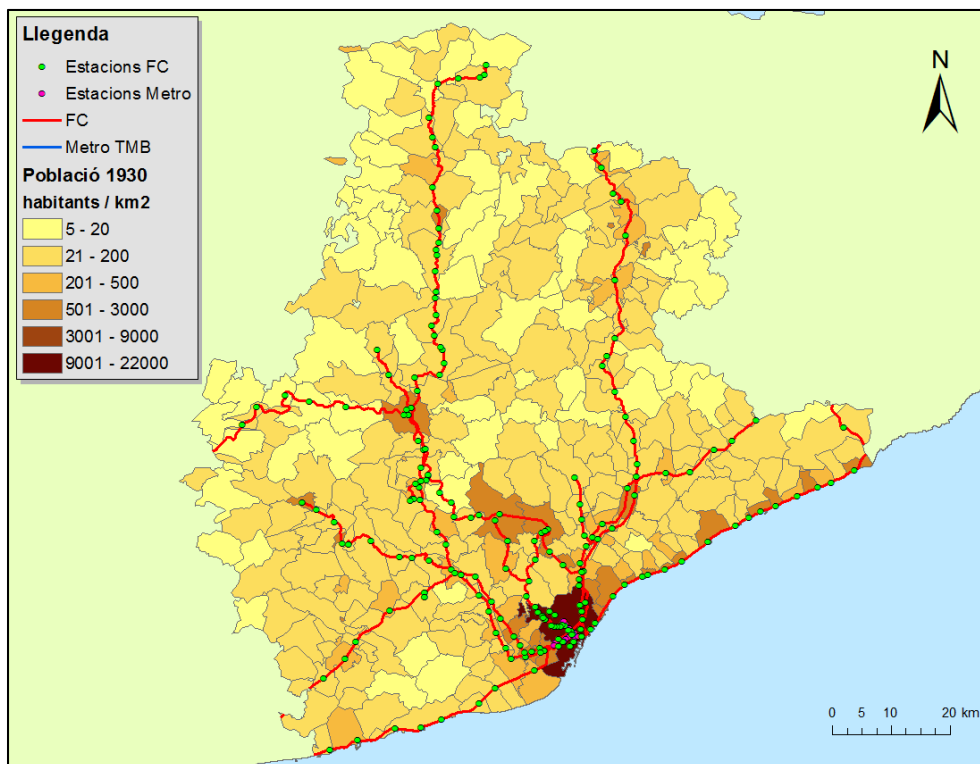 Llegenda
Estacions FC
Estacions Metro
FC
Metro TMB
Població 1930
habitants / km2
5 - 20
21 - 200
201 - 500
501 - 3000
3001 - 9000
9001 - 22000
N
0 5 10 20 km